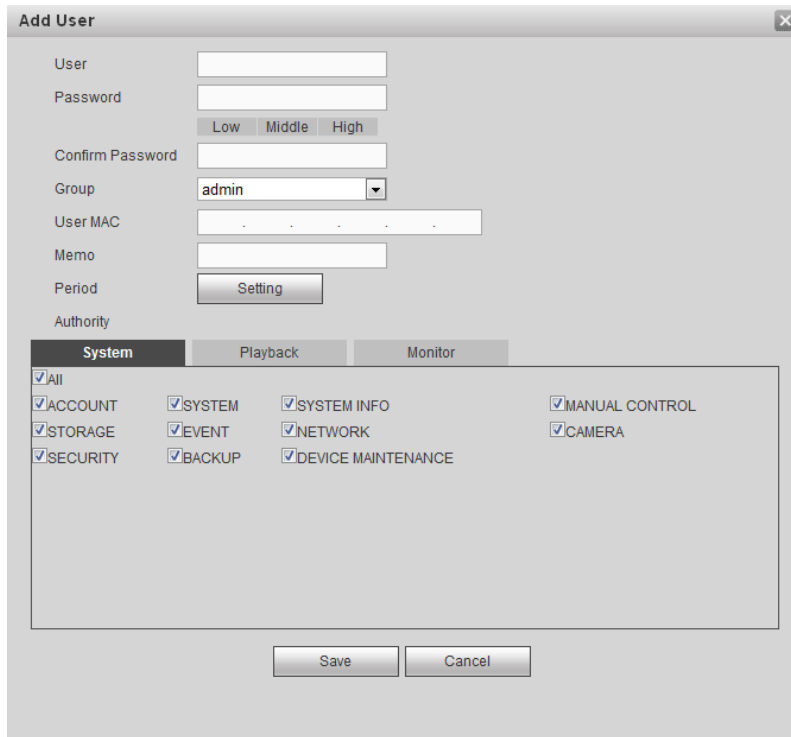 Add User
User
Password
Low Middle High
Confirm Password
Group admin
User MAC . . . . .
Memo
Period Setting
Authority
System Playback Monitor
All
ACCOUNT SYSTEM SYSTEM INFO MANUAL CONTROL
STORAGE EVENT NETWORK CAMERA
SECURITY BACKUP DEVICE MAINTENANCE
Save Cancel